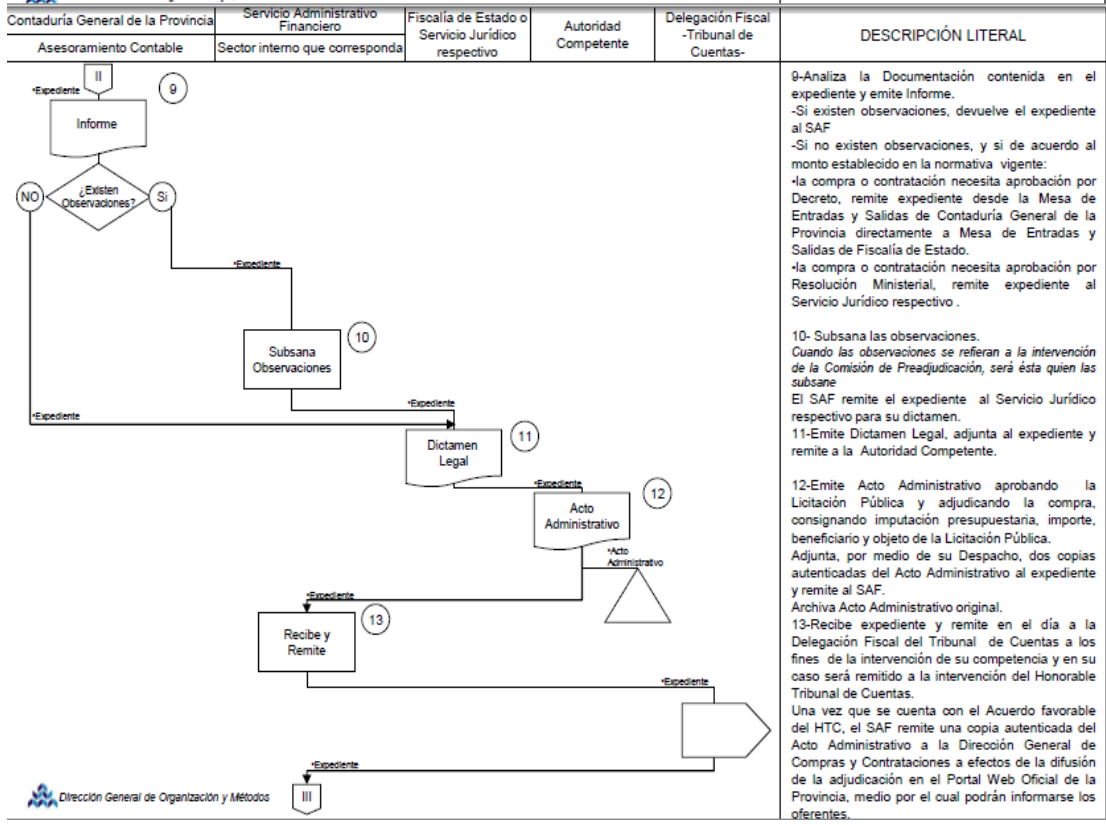 Contaduría General de la Provincia
Asesoramiento Contable
Servicio Administrativo
Financiero
Sector interno que corresponda
Fiscalía de Estado o
Servicio Jurídico
respectivo
Autoridad
Competente
Delegación Fiscal
-Tribunal de
Cuentas-
DESCRIPCIÓN LITERAL
II
•Expediente
9
Informe
¿Existen
Observaciones?
NO
Si
•Expediente
10
Subsana
Observaciones
•Expediente
•Expediente
11
Dictamen
Legal
•Expediente
12
Acto
Administrativo
•Acto
Administrativo
•Expediente
13
Recibe y
Remite
•Expediente
•Expediente
III
Dirección General de Organización y Métodos
9-Analiza la Documentación contenida en el
expediente y emite Informe.
-Si existen observaciones, devuelve el expediente
al SAF
-Si no existen observaciones, y si de acuerdo al
monto establecido en la normativa vigente:
•la compra o contratación necesita aprobación por
Decreto, remite expediente desde la Mesa de
Entradas y Salidas de Contaduría General de la
Provincia directamente a Mesa de Entradas y
Salidas de Fiscalía de Estado.
•la compra o contratación necesita aprobación por
Resolución Ministerial, remite expediente al
Servicio Jurídico respectivo .
10- Subsana las observaciones.
Cuando las observaciones se refieran a la intervención
de la Comisión de Preadjudicación, será ésta quien las
subsane
El SAF remite el expediente al Servicio Jurídico
respectivo para su dictamen.
11-Emite Dictamen Legal, adjunta al expediente y
remite a la Autoridad Competente.
12-Emite Acto Administrativo aprobando la
Licitación Pública y adjudicando la compra,
consignando imputación presupuestaria, importe,
beneficiario y objeto de la Licitación Pública.
Adjunta, por medio de su Despacho, dos copias
autenticadas del Acto Administrativo al expediente
y remite al SAF.
Archiva Acto Administrativo original.
13-Recibe expediente y remite en el día a la
Delegación Fiscal del Tribunal de Cuentas a los
fines de la intervención de su competencia y en su
caso será remitido a la intervención del Honorable
Tribunal de Cuentas.
Una vez que se cuenta con el Acuerdo favorable
del HTC, el SAF remite una copia autenticada del
Acto Administrativo a la Dirección General de
Compras y Contrataciones a efectos de la difusión
de la adjudicación en el Portal Web Oficial de la
Provincia, medio por el cual podrán informarse los
oferentes.